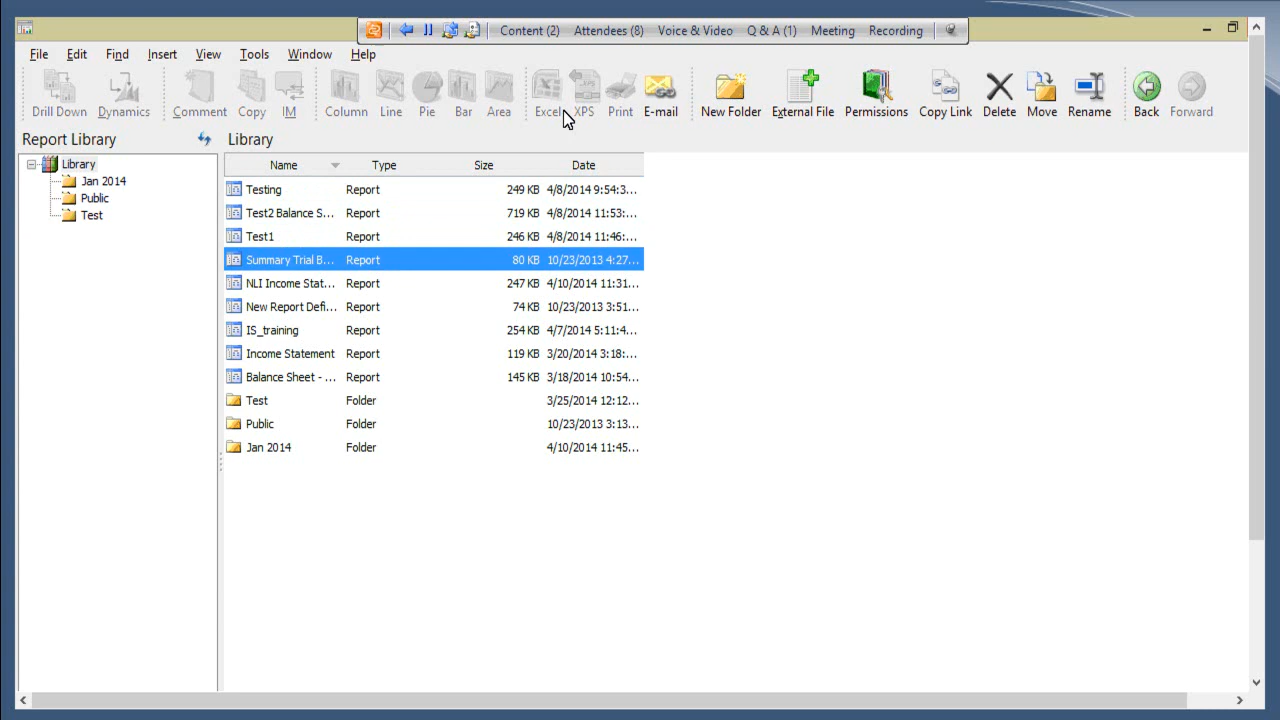 Content (2) Attendees (8) Voice & Video Q & A (1) Meeting Recording
File Edit Find Insert View Tools Window Help
Drill Down Dynamics Comment Copy IM Column Line Pie Bar Area Excel XPS Print E-mail New Folder External File Permissions Copy Link Delete Move Rename Back Forward
Report Library
Library
Library
Jan 2014
Public
Test
Name Type Size Date
Testing Report 249 KB 4/8/2014 9:54:3...
Test2 Balance S... Report 719 KB 4/8/2014 11:53:...
Test1 Report 246 KB 4/8/2014 11:46:...
Summary Trial B... Report 80 KB 10/23/2013 4:27...
NLI Income Stat... Report 247 KB 4/10/2014 11:31...
New Report Defi... Report 74 KB 10/23/2013 3:51...
IS_training Report 254 KB 4/7/2014 5:11:4...
Income Statement Report 119 KB 3/20/2014 3:18:...
Balance Sheet - ... Report 145 KB 3/18/2014 10:54...
Test Folder 3/25/2014 12:12...
Public Folder 10/23/2013 3:13...
Jan 2014 Folder 4/10/2014 11:45...